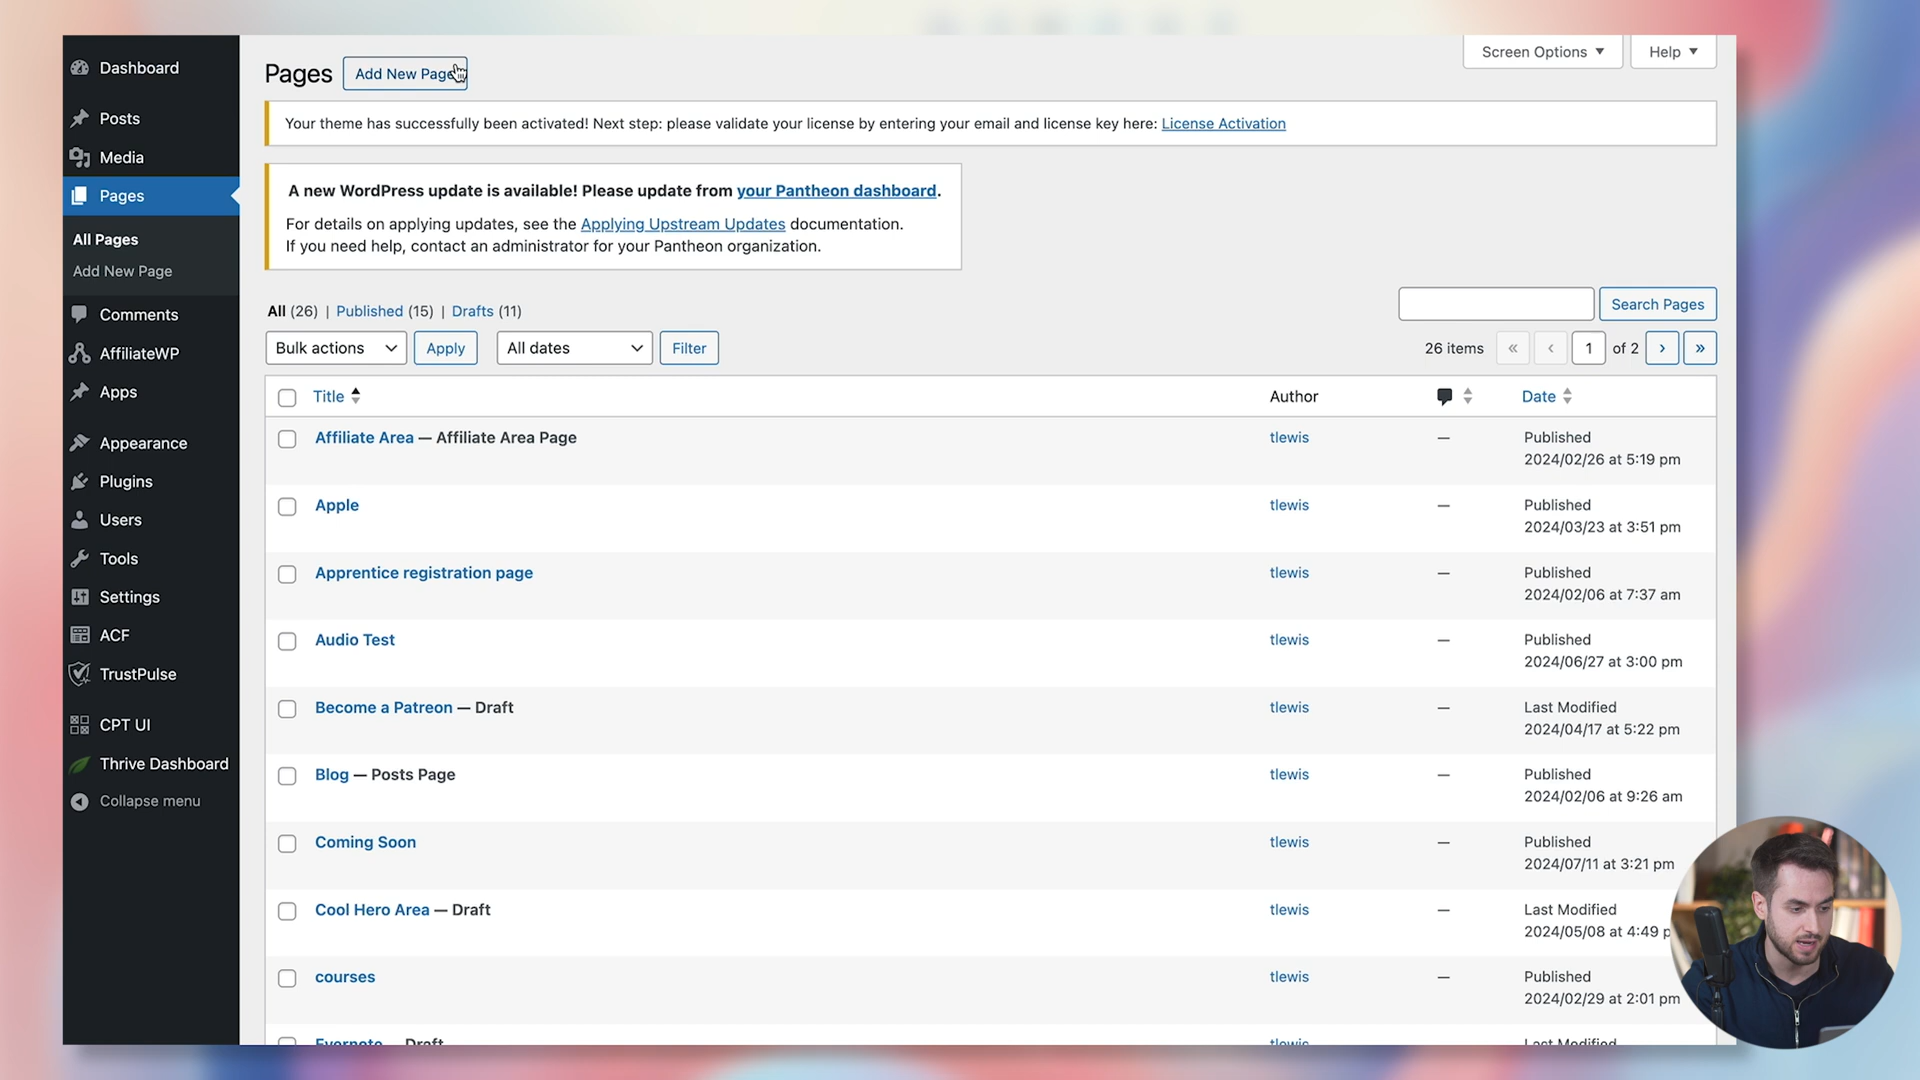 Dashboard
Posts
Media
Pages
All Pages
Add New Page
Comments
AffiliateWP
Apps
Appearance
Plugins
Users
Tools
Settings
ACF
TrustPulse
CPT UI
Thrive Dashboard
Collapse menu
Screen Options
Help
Pages
Add New Page
Your theme has successfully been activated! Next step: please validate your license by entering your email and license key here: License Activation
A new WordPress update is available! Please update from your Pantheon dashboard.
For details on applying updates, see the Applying Upstream Updates documentation.
If you need help, contact an administrator for your Pantheon organization.
All (26) | Published (15) | Drafts (11)
Search Pages
Bulk actions Apply All dates Filter
26 items « ‹ 1 of 2 › »
Title Author Date
Affiliate Area — Affiliate Area Page tlewis — Published
2024/02/26 at 5:19 pm
Apple tlewis — Published
2024/03/23 at 3:51 pm
Apprentice registration page tlewis — Published
2024/02/06 at 7:37 am
Audio Test tlewis — Published
2024/06/27 at 3:00 pm
Become a Patreon — Draft tlewis — Last Modified
2024/04/17 at 5:22 pm
Blog — Posts Page tlewis — Published
2024/02/06 at 9:26 am
Coming Soon tlewis — Published
2024/07/11 at 3:21 pm
Cool Hero Area — Draft tlewis — Last Modified
2024/05/08 at 4:49 p
courses tlewis — Published
2024/02/29 at 2:01 pm
Evernote — Draft tlewis Last Modified